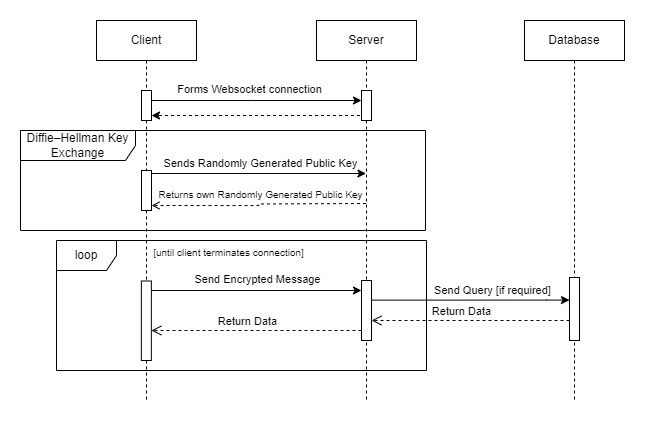 Client
Server
Database
Forms Websocket connection
Diffie–Hellman Key
Exchange
Sends Randomly Generated Public Key
Returns own Randomly Generated Public Key
loop
[until client terminates connection]
Send Encrypted Message
Send Query [if required]
Return Data
Return Data